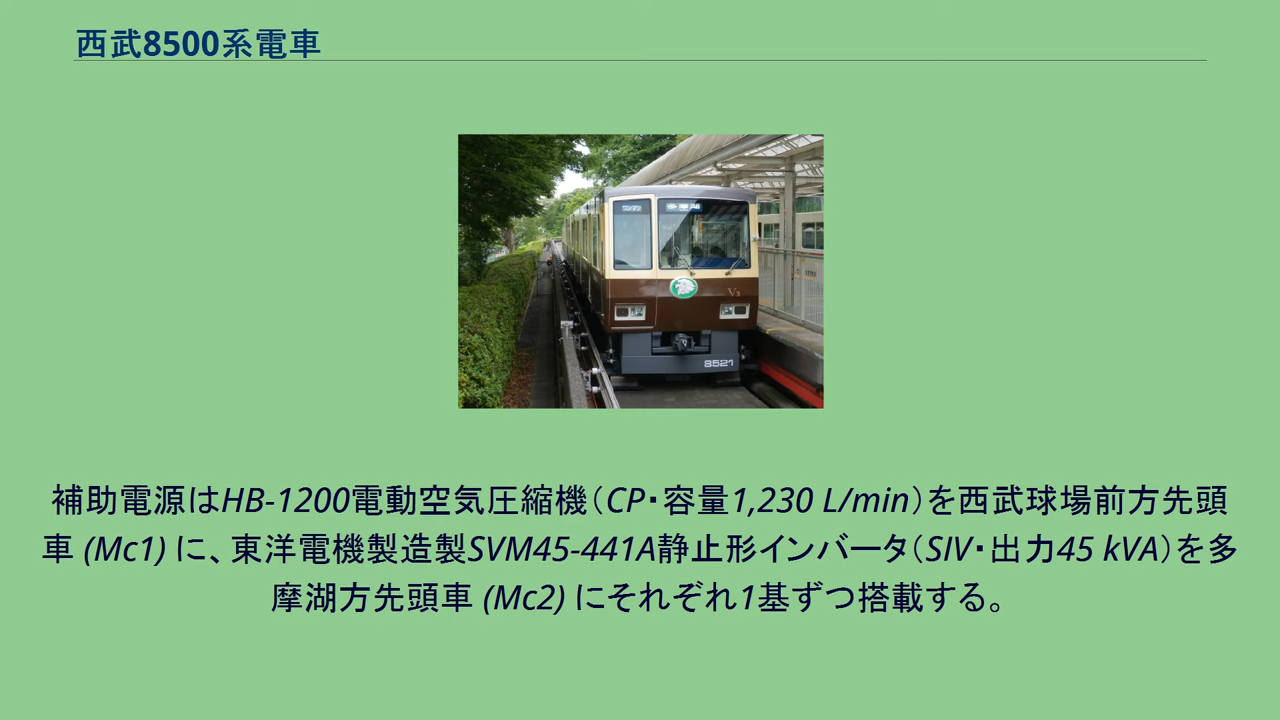 西武8500系電車
ワンマン
多摩湖
V3
8521
補助電源はHB-1200電動空気圧縮機（CP・容量1,230 L/min）を西武球場前方先頭
車 (Mc1) に、東洋電機製造製SVM45-441A静止形インバータ（SIV・出力45 kVA）を多
摩湖方先頭車 (Mc2) にそれぞれ1基ずつ搭載する。